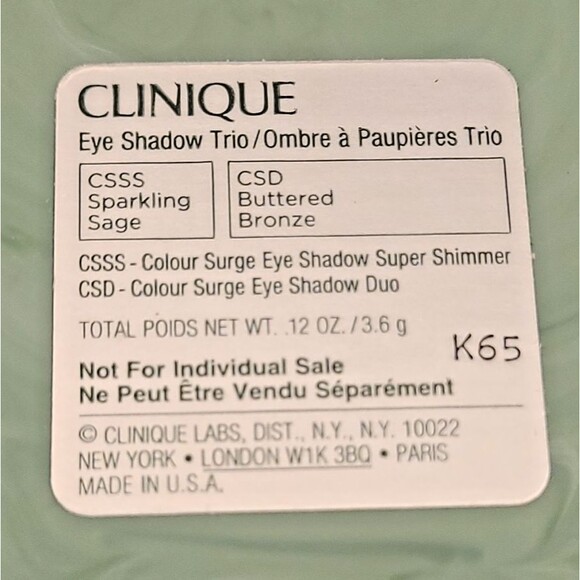 CLINIQUE
Eye Shadow Trio/Ombre à Paupières Trio
CSSS
Sparkling
Sage
CSD
Buttered
Bronze
CSSS - Colour Surge Eye Shadow Super Shimmer
CSD - Colour Surge Eye Shadow Duo
TOTAL POIDS NET WT. .12 OZ./3.6 g
K65
Not For Individual Sale
Ne Peut Être Vendu Séparément
© CLINIQUE LABS, DIST., N.Y., N.Y. 10022
NEW YORK • LONDON W1K 3BQ • PARIS
MADE IN U.S.A.